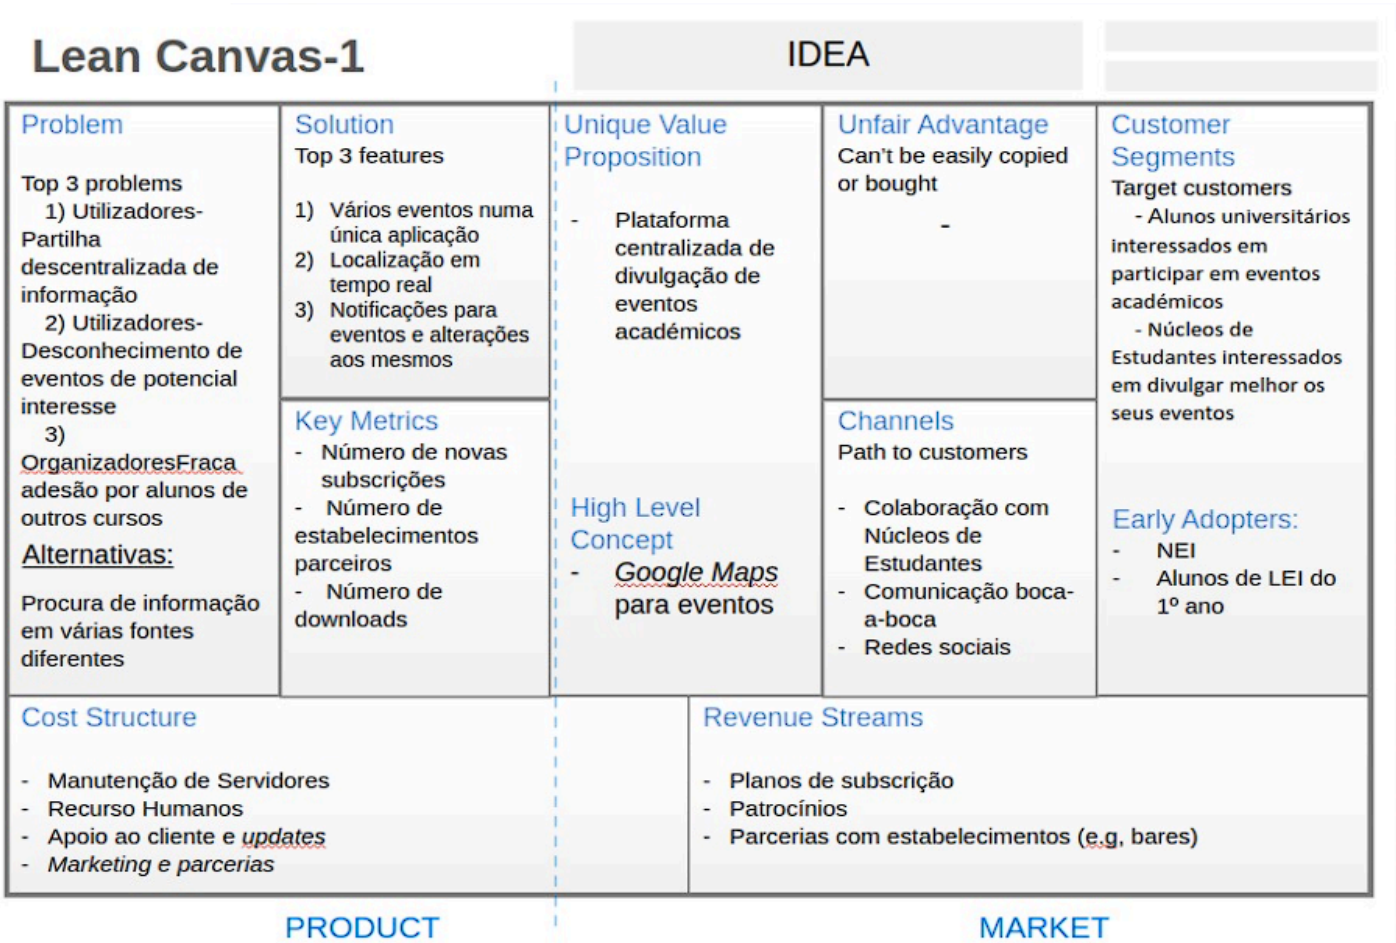 Lean Canvas-1
IDEA
Problem
Top 3 problems
1) Utilizadores-
Partilha
descentralizada de
informação
2) Utilizadores-
Desconhecimento de
eventos de potencial
interesse
3)
OrganizadoresFraca
adesão por alunos de
outros cursos
Alternativas:
Procura de informação
em várias fontes
diferentes
Solution
Top 3 features
1) Vários eventos numa
única aplicação
2) Localização em
tempo real
3) Notificações para
eventos e alterações
aos mesmos
Key Metrics
- Número de novas
subscrições
- Número de
estabelecimentos
parceiros
- Número de
downloads
Unique Value
Proposition
- Plataforma
centralizada de
divulgação de
eventos
académicos
High Level
Concept
- Google Maps
para eventos
Unfair Advantage
Can't be easily copied
or bought
-
Channels
Path to customers
- Colaboração com
Núcleos de
Estudantes
- Comunicação boca-
a-boca
- Redes sociais
Customer
Segments
Target customers
- Alunos universitários
interessados em
participar em eventos
académicos
- Núcleos de
Estudantes interessados
em divulgar melhor os
seus eventos
Early Adopters:
- NEI
- Alunos de LEI do
1º ano
Cost Structure
- Manutenção de Servidores
- Recurso Humanos
- Apoio ao cliente e updates
- Marketing e parcerias
Revenue Streams
- Planos de subscrição
- Patrocínios
- Parcerias com estabelecimentos (e.g, bares)
PRODUCT
MARKET